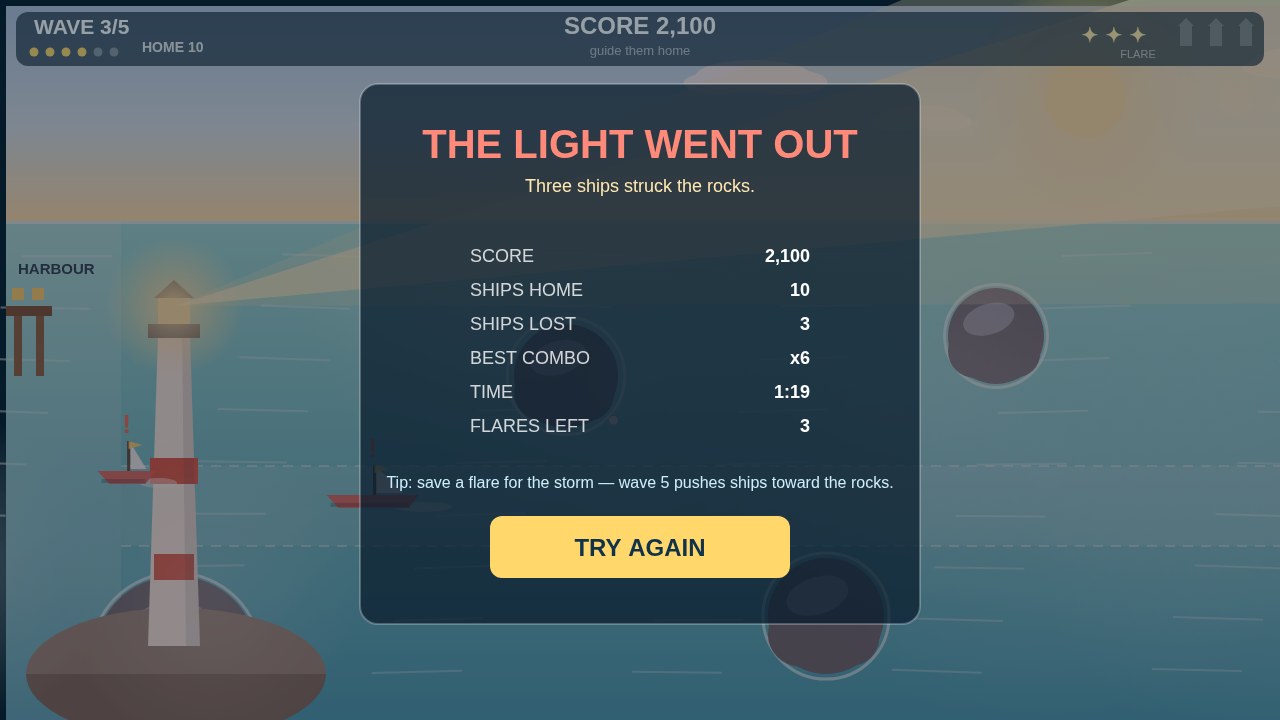 WAVE 3/5
HOME 10
SCORE 2,100
guide them home
FLARE
THE LIGHT WENT OUT
Three ships struck the rocks.
HARBOUR
SCORE 2,100
SHIPS HOME 10
SHIPS LOST 3
BEST COMBO x6
TIME 1:19
FLARES LEFT 3
!
Tip: save a flare for the storm — wave 5 pushes ships toward the rocks.
TRY AGAIN